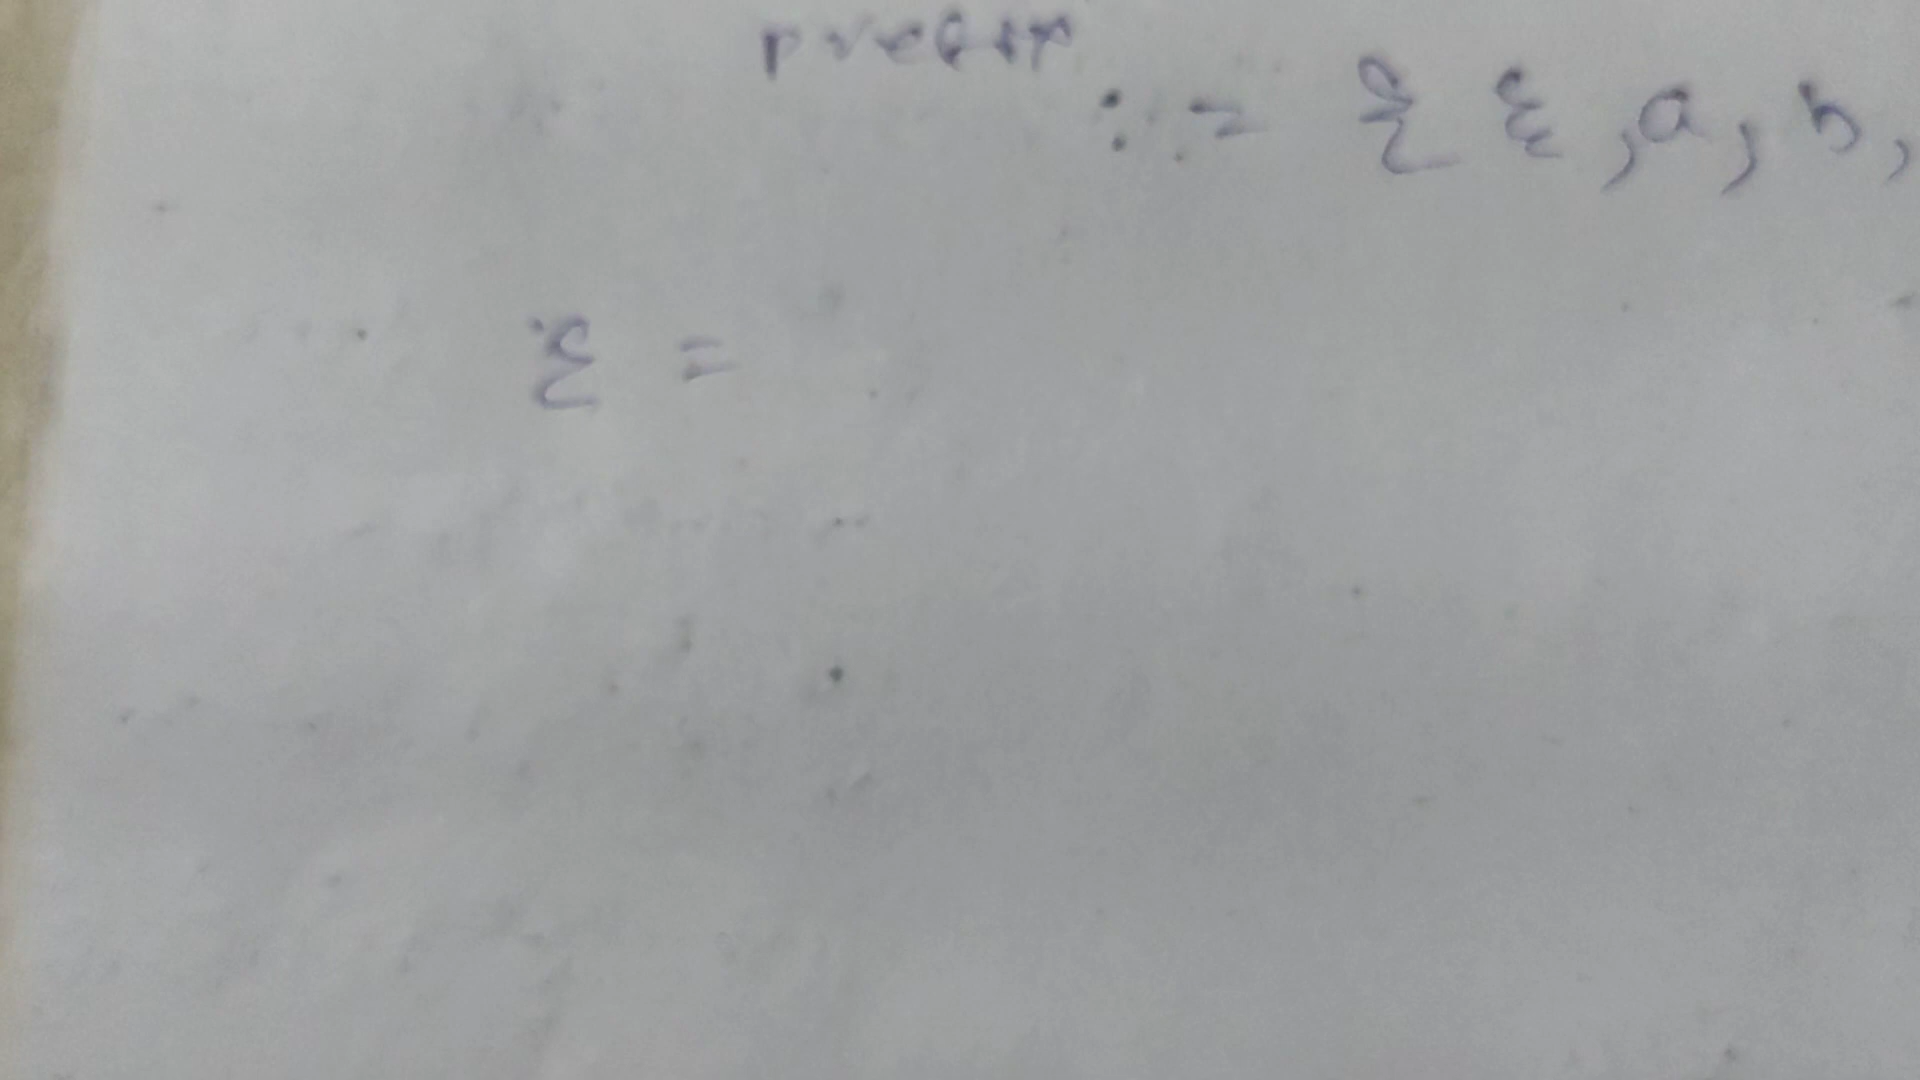 prefix
:- = { ε, a, b,
ε =